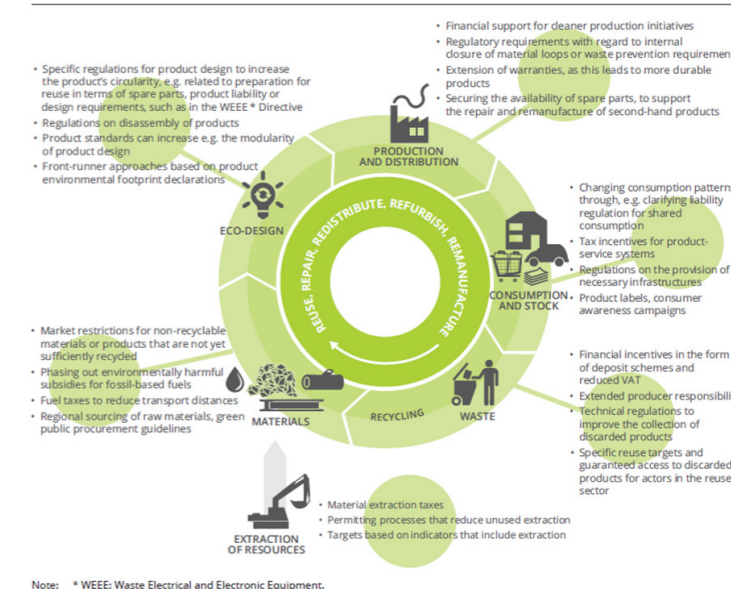 • Financial support for cleaner production initiatives
• Regulatory requirements with regard to internal
closure of material loops or waste prevention
• Extension of warranties, as this leads to more durable
products
• Securing the availability of spare parts, to support
the repair and remanufacture of second-hand products
• Specific regulations for product design to increase
the product's circularity, e.g. related to preparation for
reuse in terms of spare parts, product liability or
design requirements, such as in the WEEE * Directive
• Regulations on disassembly of products
• Product standards can increase e.g. the modularity
of product design
• Front-runner approaches based on product
environmental footprint declarations
PRODUCTION
AND DISTRIBUTION
ECO-DESIGN
REUSE, REPAIR, REDISTRIBUTE, REFURBISH, REMANUFACTURE
• Changing consumption
through, e.g. clarifying liability
regulation for shared
consumption
• Tax incentives for product-
service systems
• Regulations on the provision of
necessary infrastructures
• Product labels, consumer
awareness campaigns
CONSUMPTION
AND STOCK
• Market restrictions for non-recyclable
materials or products that are not yet
sufficiently recycled
• Phasing out environmentally harmful
subsidies for fossil-based fuels
• Fuel taxes to reduce transport distances
• Regional sourcing of raw materials, green
public procurement guidelines
MATERIALS
RECYCLING
WASTE
• Financial incentives in the form
of deposit schemes and
reduced VAT
• Extended producer
• Technical regulations to
improve the collection of
discarded products
• Specific reuse targets and
guaranteed access to discarded
products for actors in the reuse
sector
EXTRACTION
OF RESOURCES
• Material extraction taxes
• Permitting processes that reduce unused extraction
• Targets based on indicators that include extraction
Note: * WEEE: Waste Electrical and Electronic Equipment.